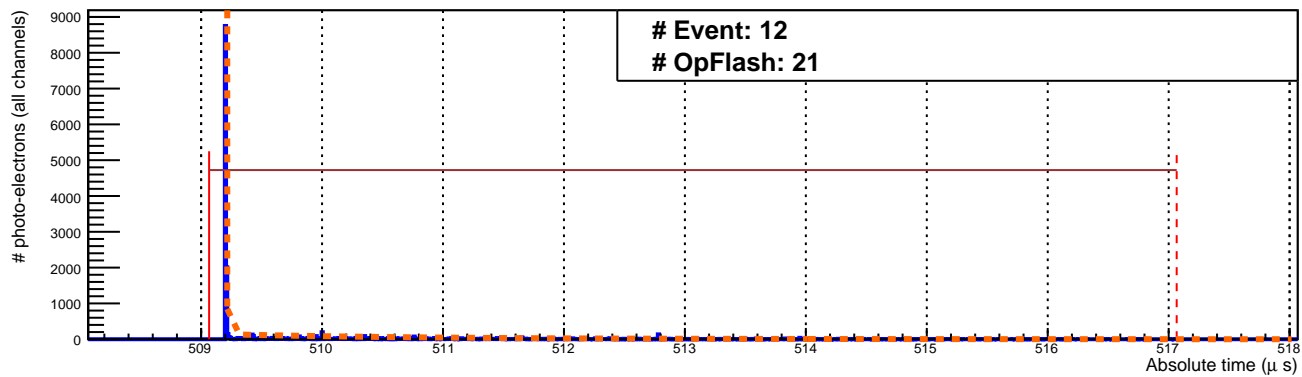 # Event: 12
# OpFlash: 21
# photo-electrons (all channels)
9000
8000
7000
6000
5000
4000
3000
2000
1000
0
509 510 511 512 513 514 515 516 517 518
Absolute time (μ s)